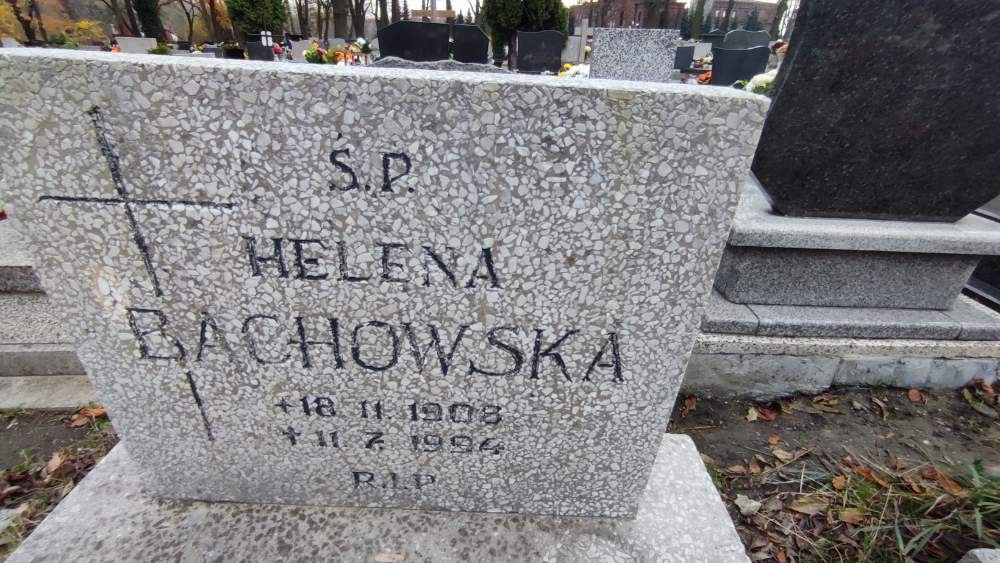 Ś.P.
HELENA
BACHOWSKA
+ 18 11 1908
+ 11 7 1994
R.I.P